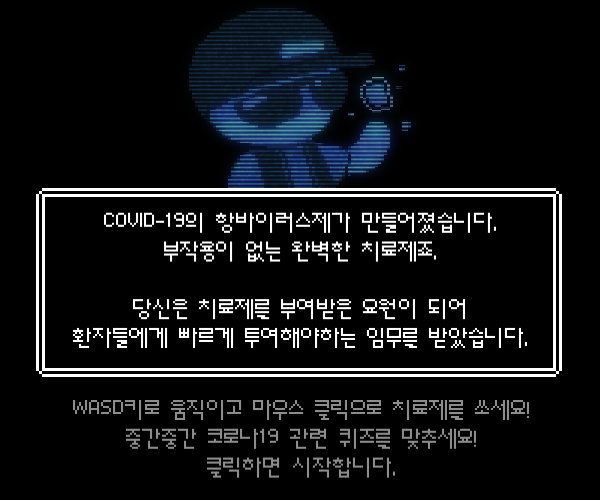 COVID-19의 항바이러스제가 만들어졌습니다.
부작용이 없는 완벽한 치료제죠.
당신은 치료제를 부여받은 요원이 되어
환자들에게 빠르게 투여해야하는 임무를 받았습니다.
WASD키로 움직이고 마우스 클릭으로 치료제를 쏘세요!
중간중간 코로나19 관련 퀴즈를 맞추세요!
클릭하면 시작합니다.